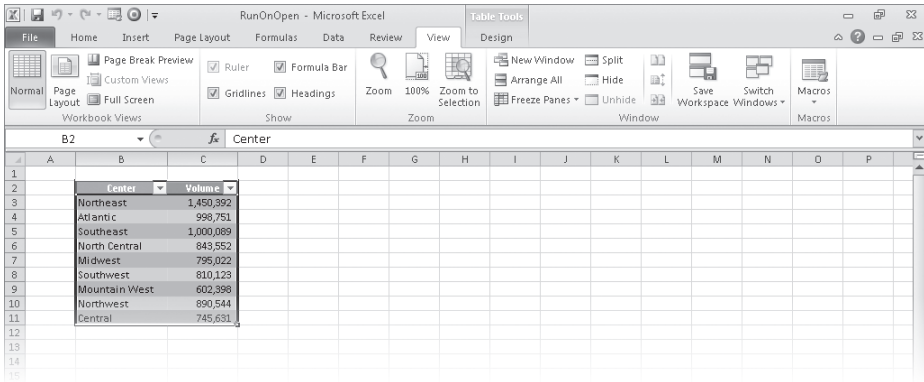 RunOnOpen - Microsoft Excel
Table Tools
File Home Insert Page Layout Formulas Data Review View Design
Normal
Page Layout
Page Break Preview
Custom Views
Full Screen
Workbook Views
Ruler
Formula Bar
Gridlines
Headings
Show
Zoom
100%
Zoom to Selection
Zoom
New Window
Arrange All
Freeze Panes
Split
Hide
Unhide
Save Workspace
Switch Windows
Window
Macros
Macros
B2 fx Center
A B C D E F G H I J K L M N O P
1
2 Center Volume
3 Northeast 1,450,392
4 Atlantic 998,751
5 Southeast 1,000,089
6 North Central 843,552
7 Midwest 795,022
8 Southwest 810,123
9 Mountain West 602,398
10 Northwest 890,544
11 Central 745,631
12
13
14
15